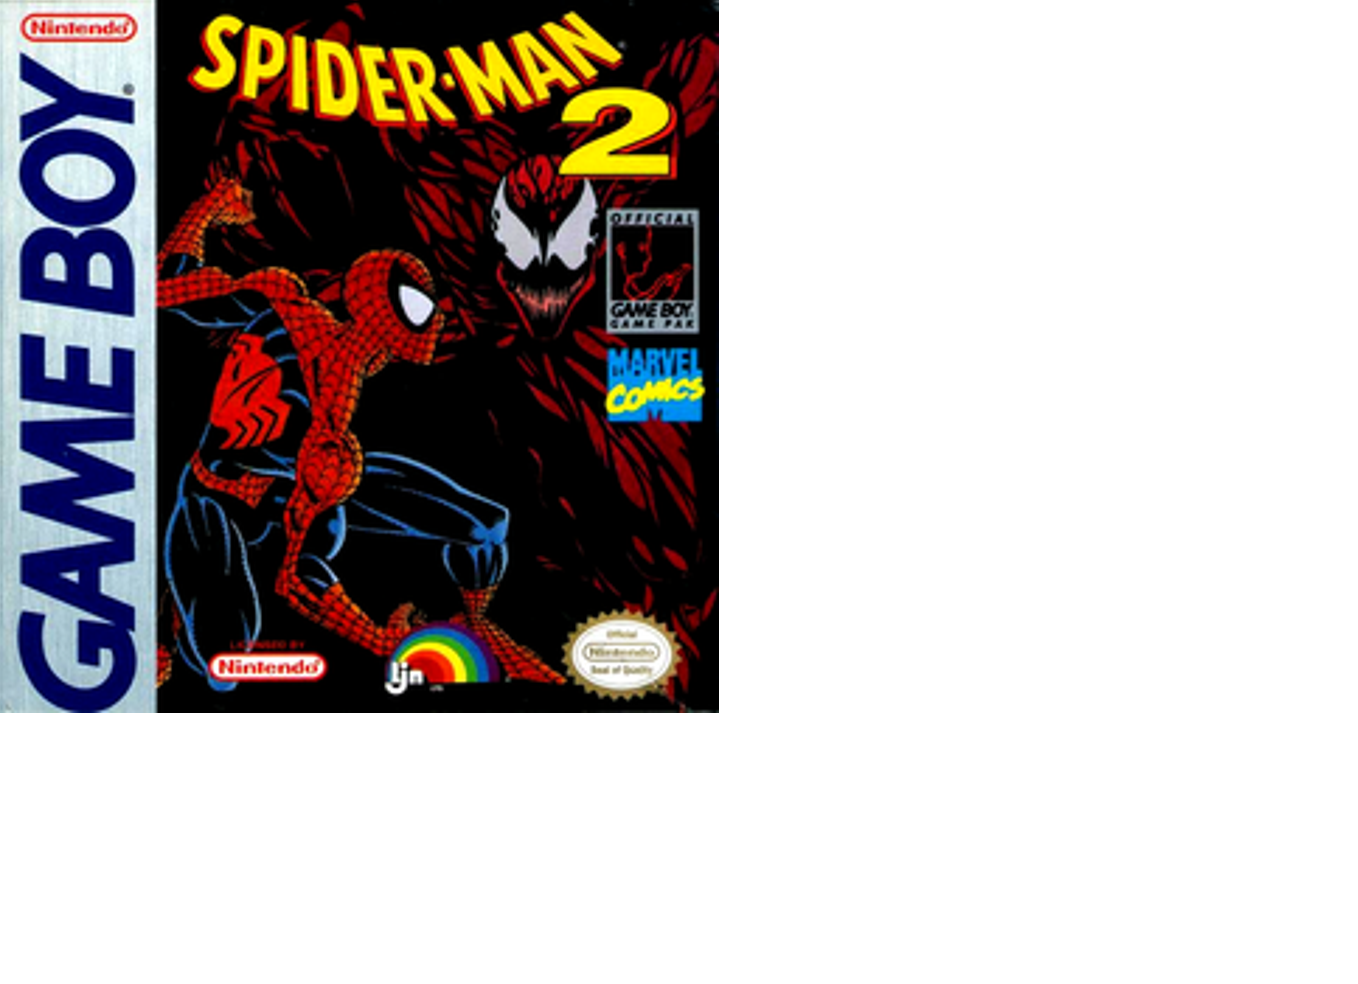 Nintendo
GAME BOY
SPIDER-MAN
2
OFFICIAL
GAME BOY
GAME PAK
MARVEL
COMICS
LICENSED BY
Nintendo
LJN
Official
Nintendo
Seal of Quality